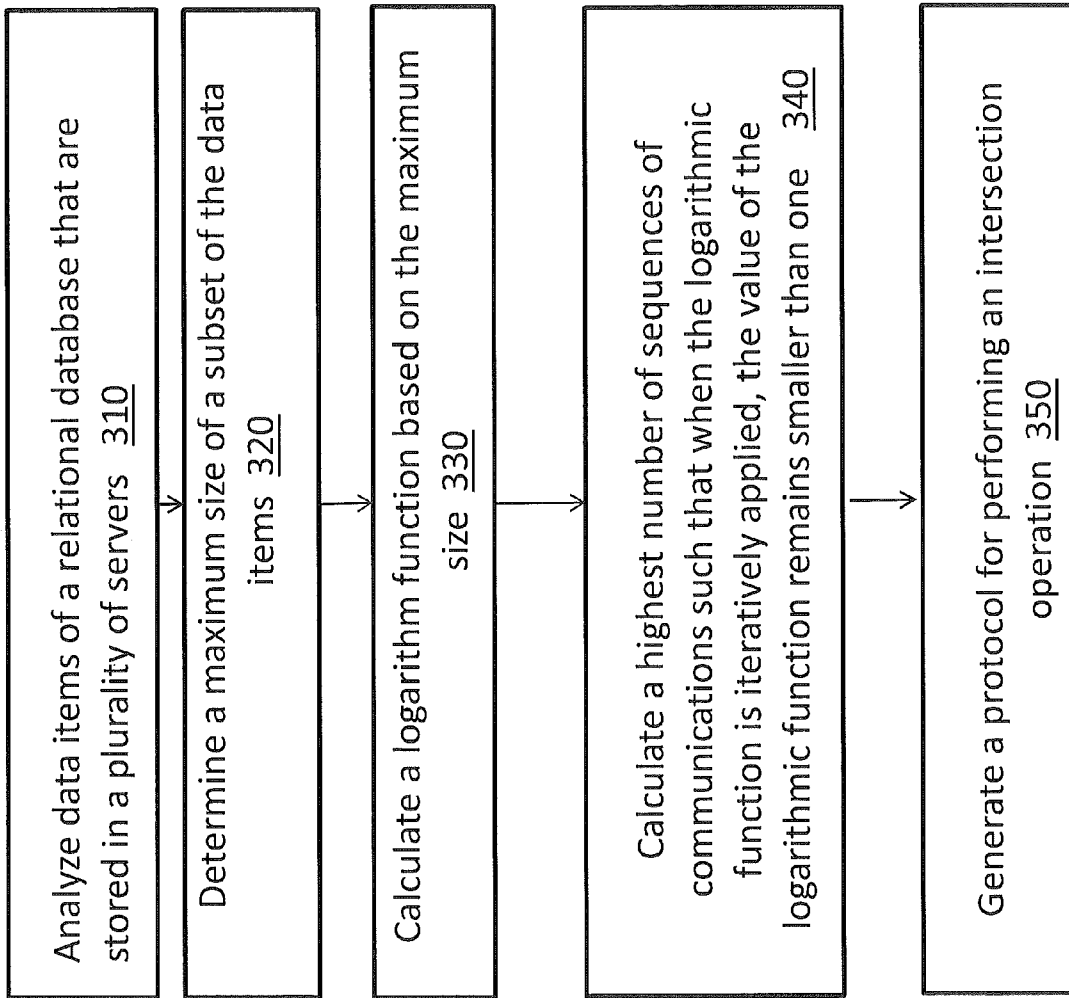 Analyze data items of a relational database that are
stored in a plurality of servers 310
Determine a maximum size of a subset of the data
items 320
Calculate a logarithm function based on the maximum
size 330
Calculate a highest number of sequences of
communications such that when the logarithmic
function is iteratively applied, the value of the
logarithmic function remains smaller than one 340
Generate a protocol for performing an intersection
operation 350